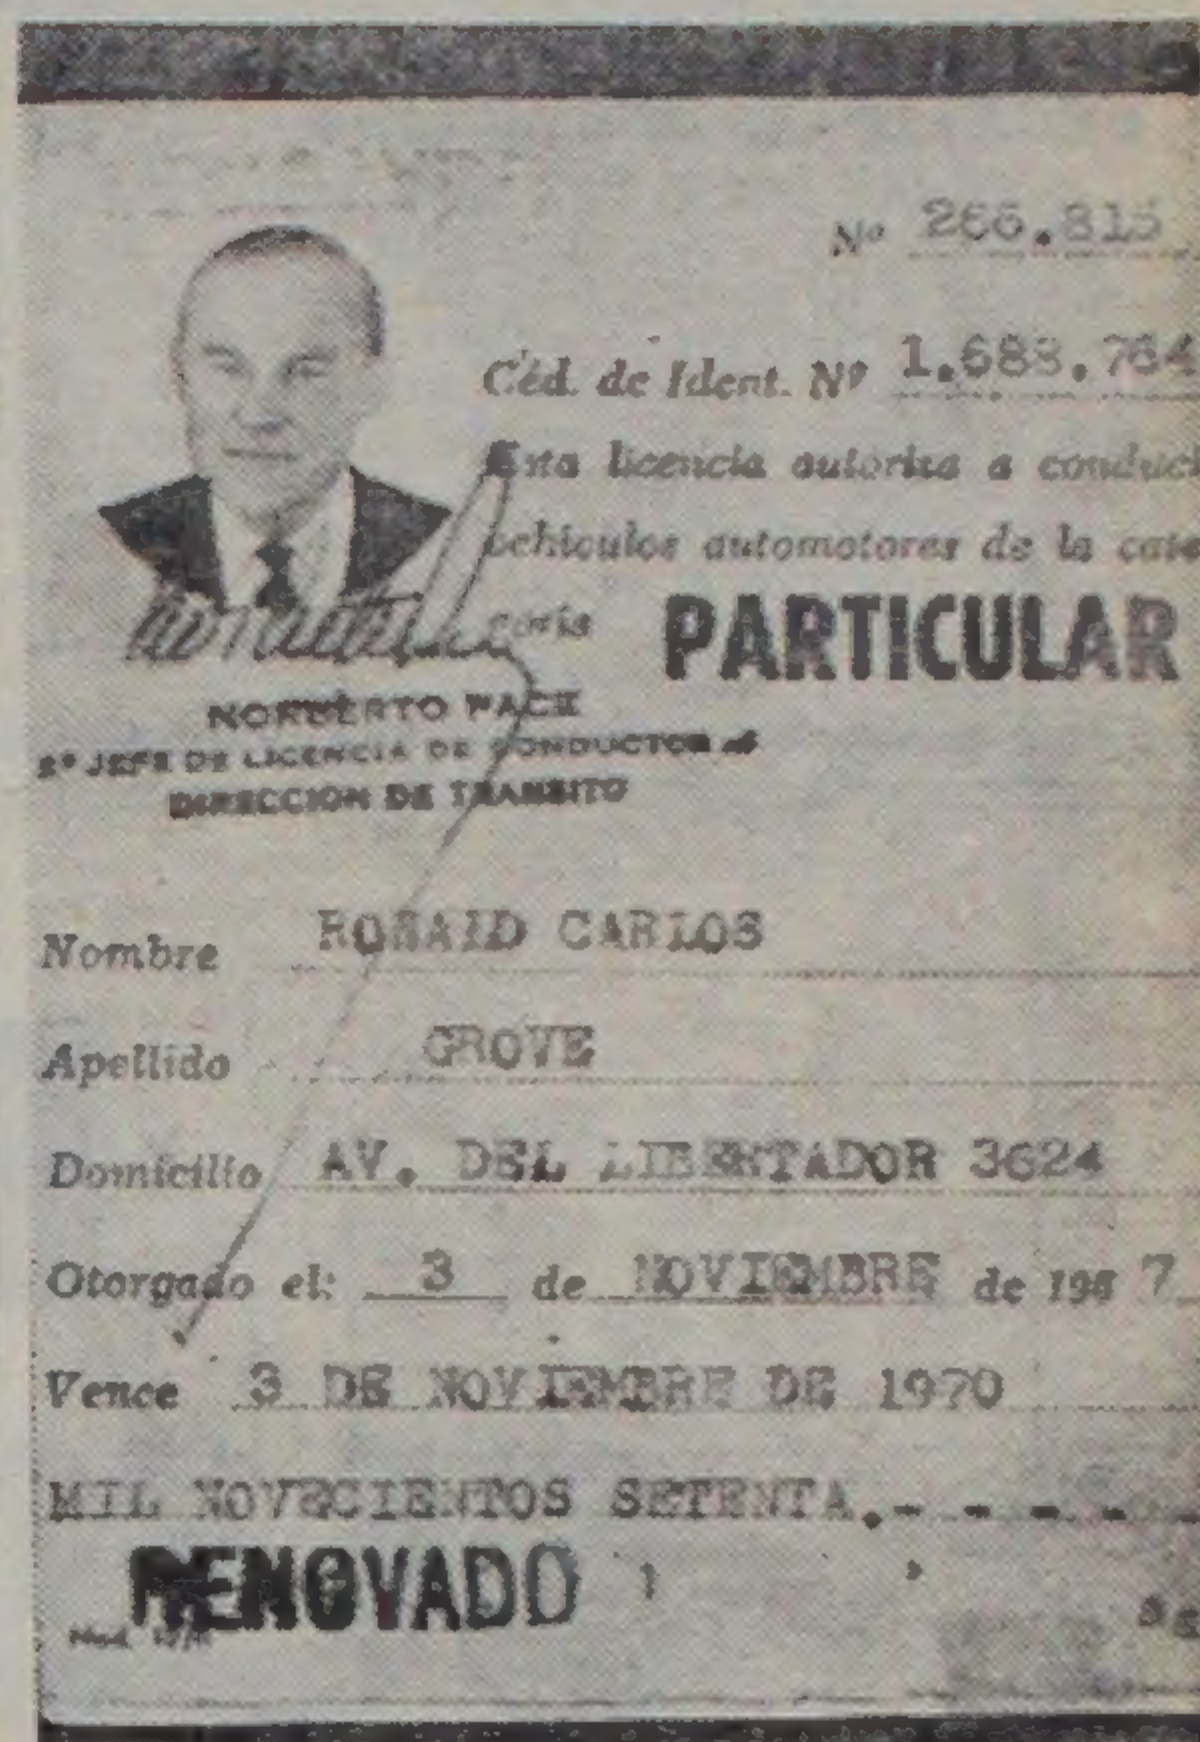 Nº 266.815
Céd. de Ident. Nº 1.688.764
Esta licencia autoriza a conduci
vehiculos automotores de la cate
goría PARTICULAR
NORBERTO PACE
2º JEFE DE LICENCIA DE CONDUCTOR
DIRECCION DE TRANSITO
Nombre CARLOS
Apellido GROVE
Domicilio AV. DEL LIBERTADOR 3624
Otorgado el: 3 de NOVIEMBRE de 196 7
Vence 3 DE NOVIEMBRE DE 1970
MIL NOVECIENTOS SETENTA.- - - -
RENOVADO
Mod.